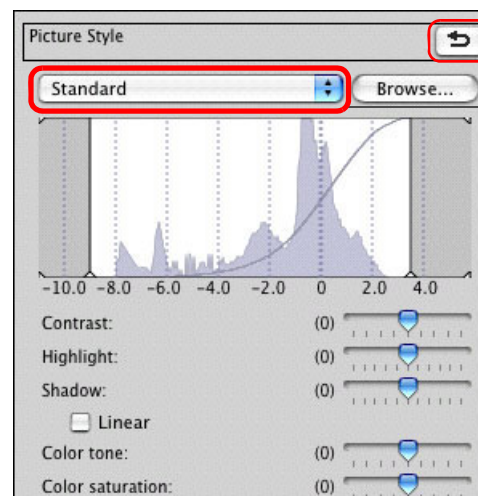 Picture Style
Standard
Browse...
-10.0 -8.0 -6.0 -4.0 -2.0 0 2.0 4.0
Contrast: (0)
Highlight: (0)
Shadow: (0)
Linear
Color tone: (0)
Color saturation: (0)